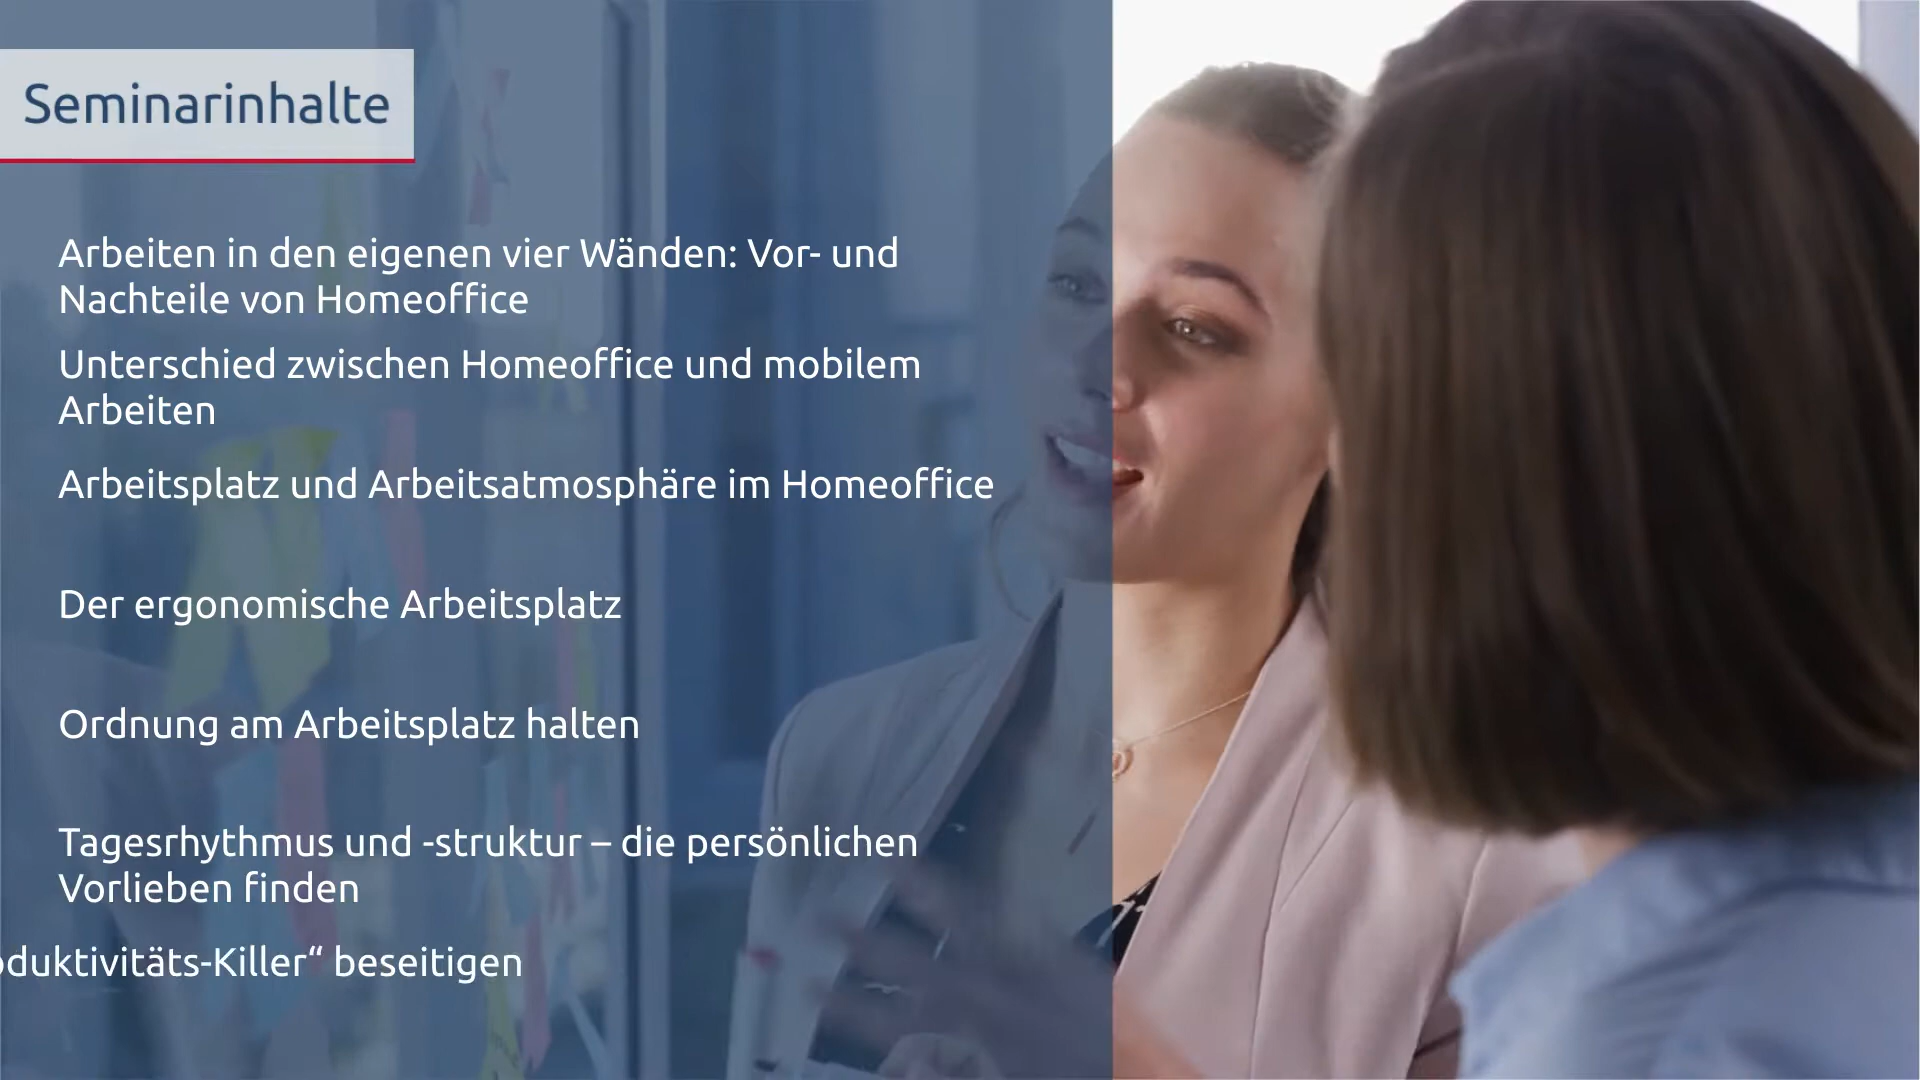 Seminarinhalte
Arbeiten in den eigenen vier Wänden: Vor- und
Nachteile von Homeoffice
Unterschied zwischen Homeoffice und mobilem
Arbeiten
Arbeitsplatz und Arbeitsatmosphäre im Homeoffice
Der ergonomische Arbeitsplatz
Ordnung am Arbeitsplatz halten
Tagesrhythmus und -struktur – die persönlichen
Vorlieben finden
oduktivitäts-Killer“ beseitigen